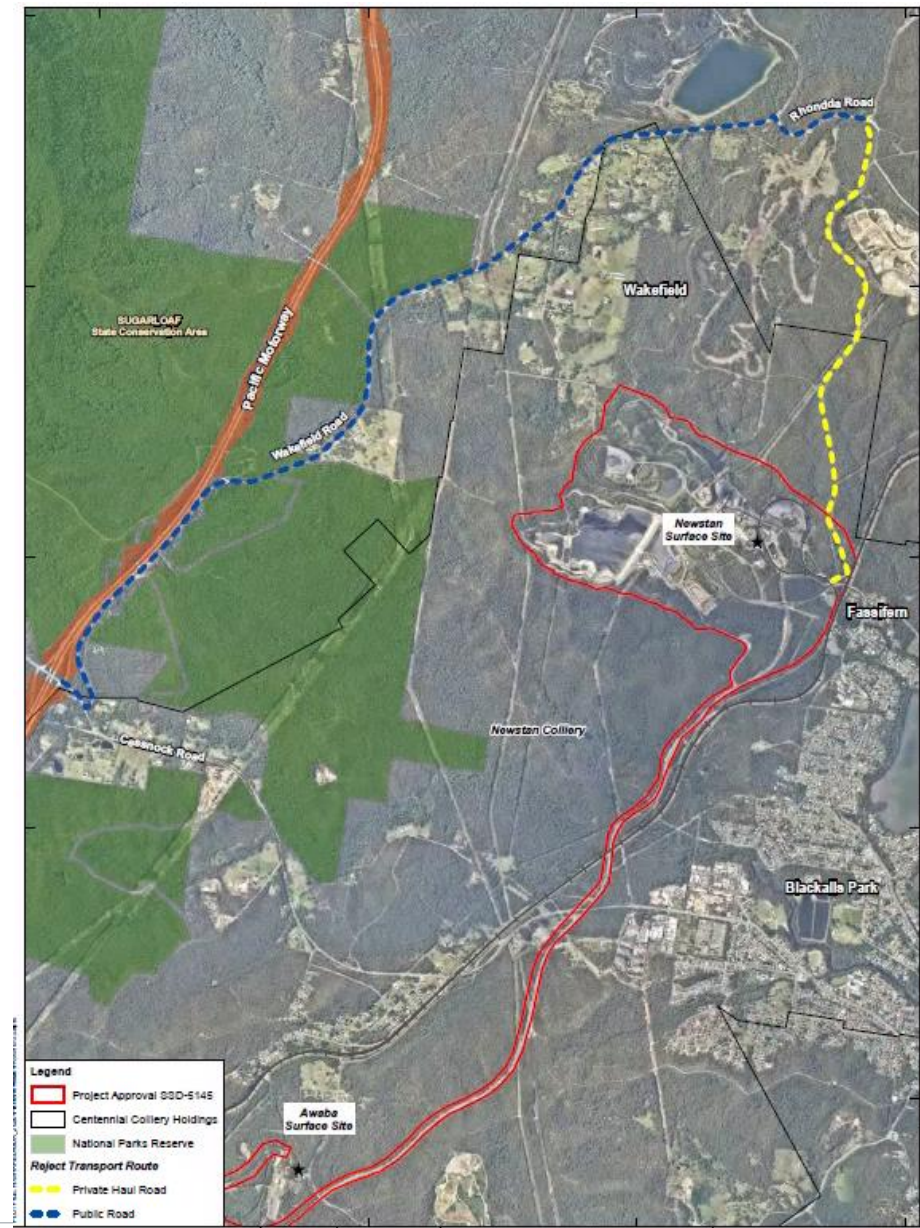 Rhondda Road
Wakefield
SUGARLOAF
State Conservation Area
Pacific Motorway
Wakefield Road
Newstan
Surface Site
Fassifern
Newstan Colliery
Cessnock Road
Blackalls Park
Awaba
Surface Site
Legend
Project Approval SSD-5145
Centennial Colliery Holdings
National Parks Reserve
Reject Transport Route
Private Haul Road
Public Road